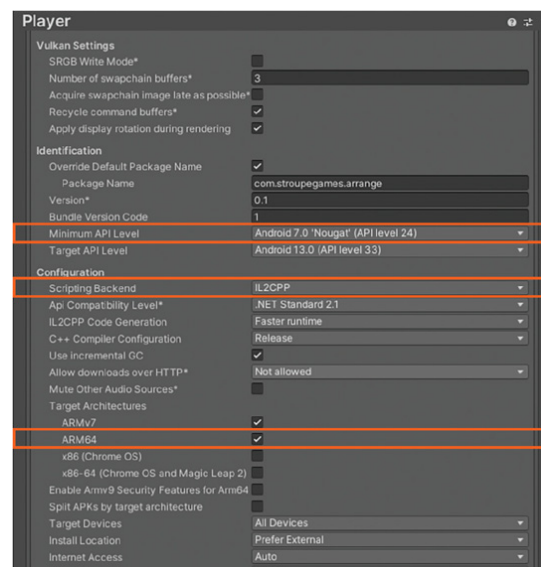 Player
Vulkan Settings
SRGB Write Mode*
Number of swapchain buffers* 3
Acquire swapchain image late as possible*
Recycle command buffers*
Apply display rotation during rendering
Identification
Override Default Package Name
Package Name com.stroupegames.arrange
Version* 0.1
Bundle Version Code 1
Minimum API Level Android 7.0 'Nougat' (API level 24)
Target API Level Android 13.0 (API level 33)
Configuration
Scripting Backend IL2CPP
Api Compatibility Level* .NET Standard 2.1
IL2CPP Code Generation Faster runtime
C++ Compiler Configuration Release
Use incremental GC
Allow downloads over HTTP* Not allowed
Mute Other Audio Sources*
Target Architectures
ARMv7
ARM64
x86 (Chrome OS)
x86-64 (Chrome OS and Magic Leap 2)
Enable Armv9 Security Features for Arm64
Split APKs by target architecture
Target Devices All Devices
Install Location Prefer External
Internet Access Auto